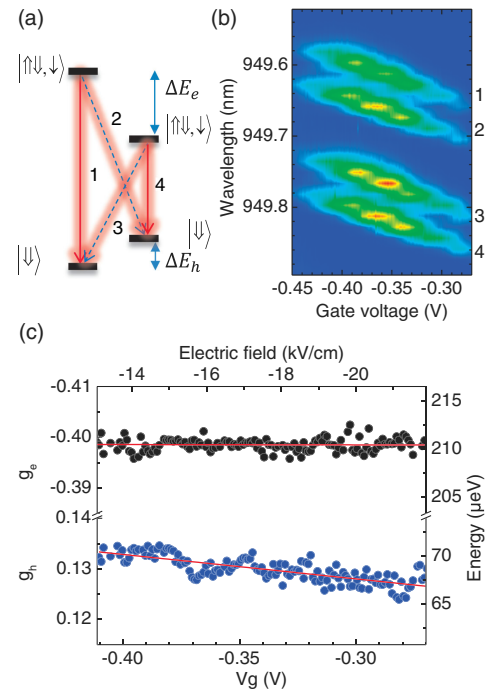 (a)
|⇑⇓,↓⟩
ΔE_e
2
|⇑⇓,↓⟩
1
4
3
|⇓⟩
|⇓⟩
ΔE_h
(b)
Wavelength (nm)
949.6
949.7
949.8
1
2
3
4
-0.45 -0.40 -0.35 -0.30
Gate voltage (V)
(c)
Electric field (kV/cm)
-14 -16 -18 -20
-0.41
-0.40
-0.39
g_e
0.14
0.13
0.12
g_h
215
210
205
70
65
Energy (µeV)
-0.40 -0.35 -0.30
Vg (V)